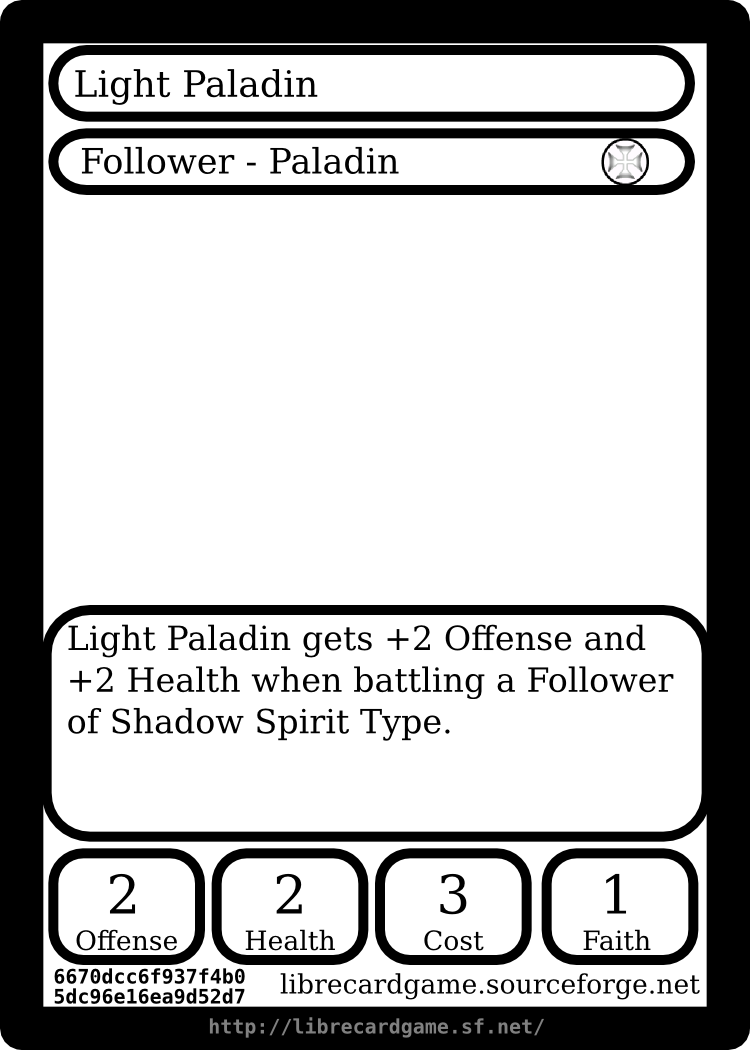 Light Paladin
Follower - Paladin
Light Paladin gets +2 Offense and
+2 Health when battling a Follower
of Shadow Spirit Type.
2 2 3 1
Offense Health Cost Faith
6670dcc6f937f4b0
5dc96e16ea9d52d7
librecardgame.sourceforge.net
http://librecardgame.sf.net/